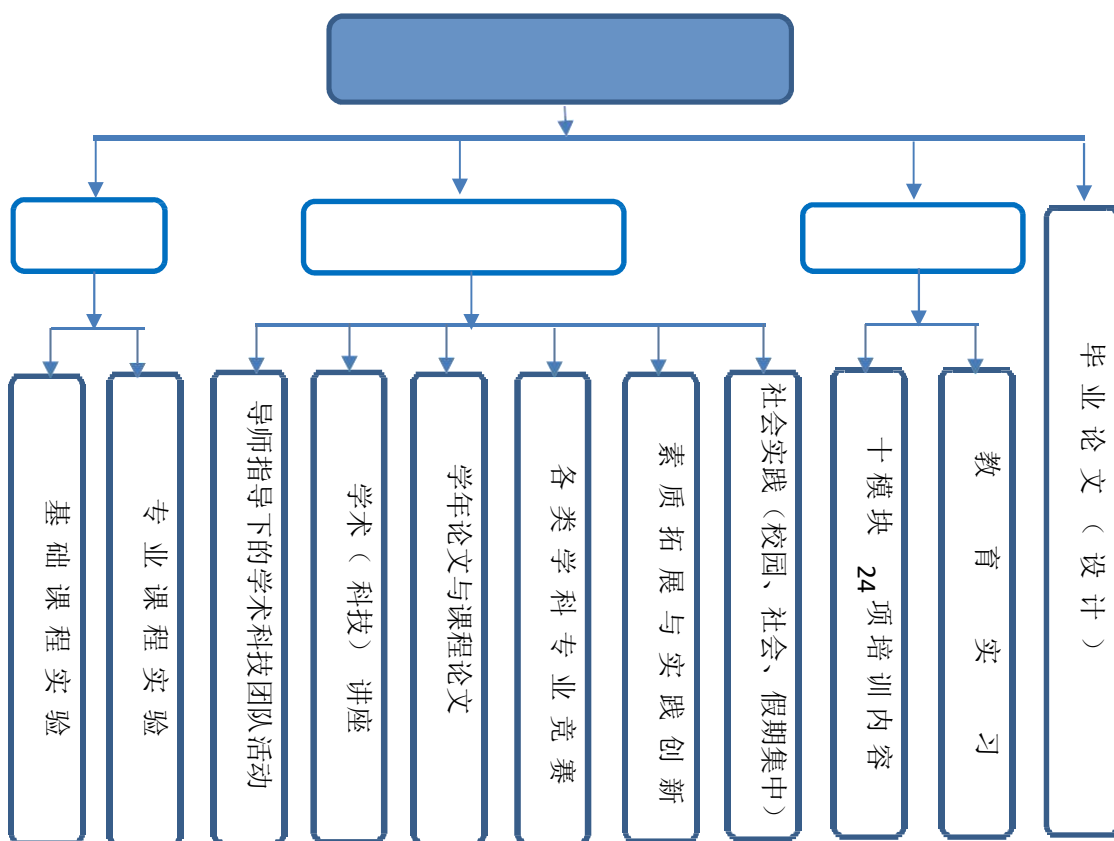 基础课程实验
专业课程实验
导师指导下的学术科技团队活动
学术（科技） 讲座
学年论文与课程论文
各类学科专业竞赛
素质拓展与实践创新
社会实践（校园、社会、假期集中）
十模块 24 项培训内容
教育实习
毕业论文（设计）